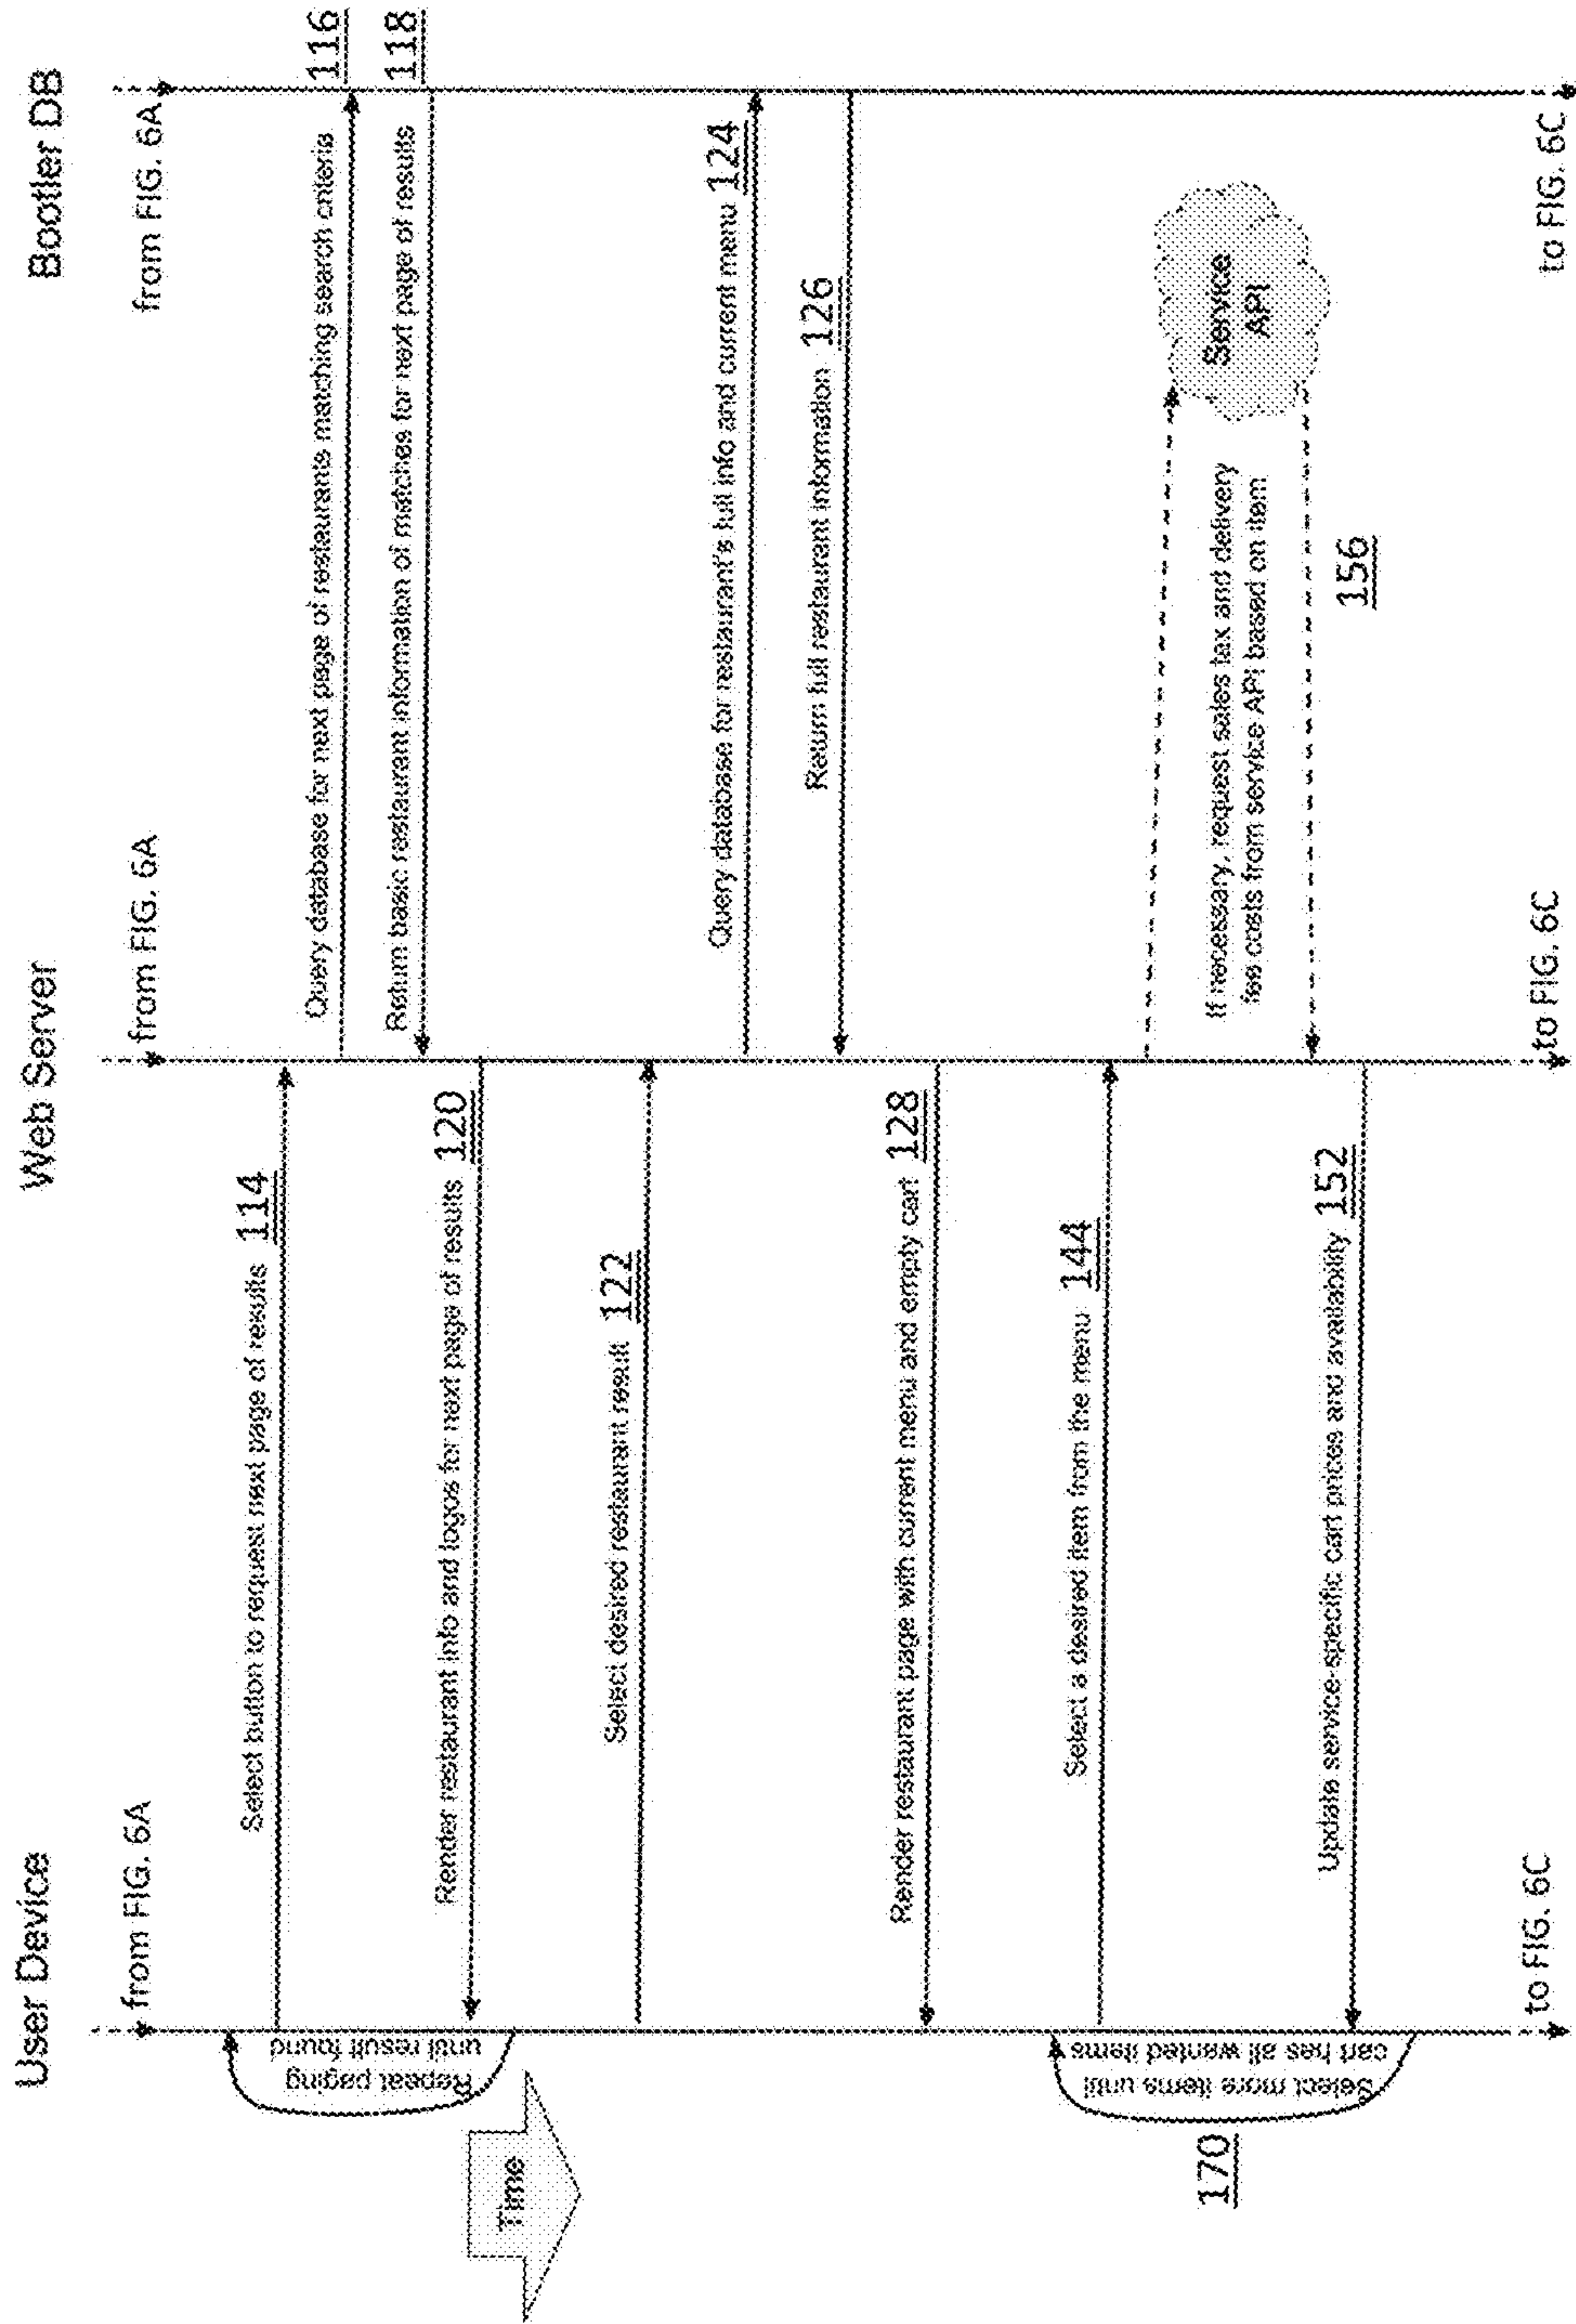 User Device
Web Server
Bootler DB
from FIG. 6A
from FIG. 6A
from FIG. 6A
Repeat paging
until result found
Select button to request next page of results 114
Query database for next page of restaurants matching search criteria 116
Return basic restaurant information of matches for next page of results 118
Render restaurant info and logos for next page of results 120
Time
Select desired restaurant result 122
Query database for restaurant's full info and current menu 124
Return full restaurant information 126
Render restaurant page with current menu and empty cart 128
Select a desired item from the menu 144
Select more items until
cart has all wanted items
170
If necessary, request sales tax and delivery
fee costs from service API based on item
156
Service
API
Update service-specific cart prices and availability 152
to FIG. 6C
to FIG. 6C
to FIG. 6C